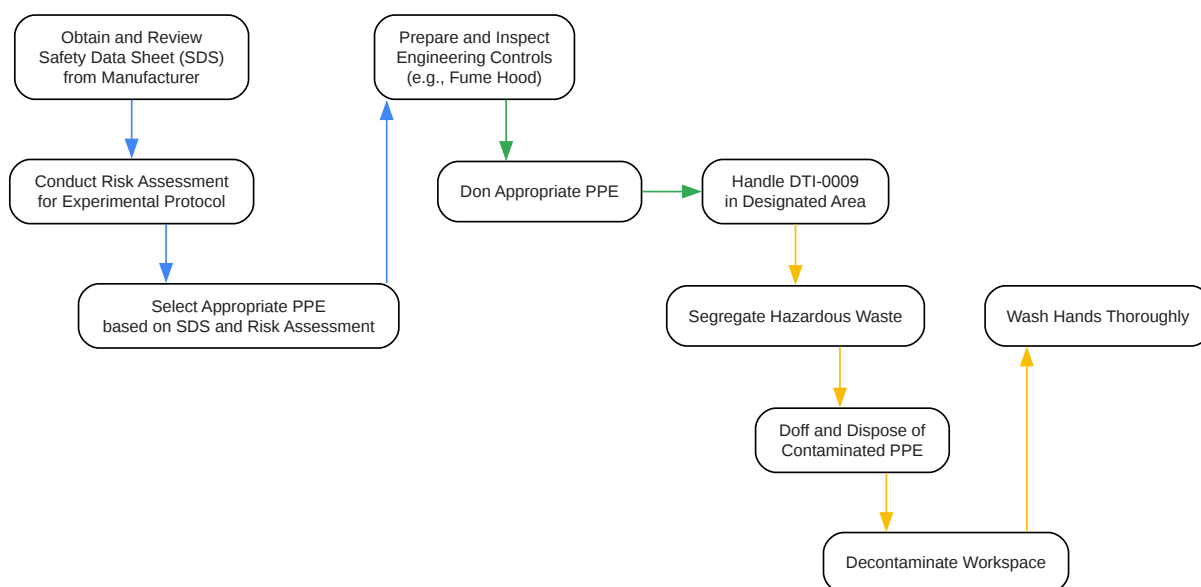 Obtain and Review
Safety Data Sheet (SDS)
from Manufacturer
Conduct Risk Assessment
for Experimental Protocol
Select Appropriate PPE
based on SDS and Risk Assessment
Prepare and Inspect
Engineering Controls
(e.g., Fume Hood)
Don Appropriate PPE
Handle DTI-0009
in Designated Area
Segregate Hazardous Waste
Doff and Dispose of
Contaminated PPE
Decontaminate Workspace
Wash Hands Thoroughly